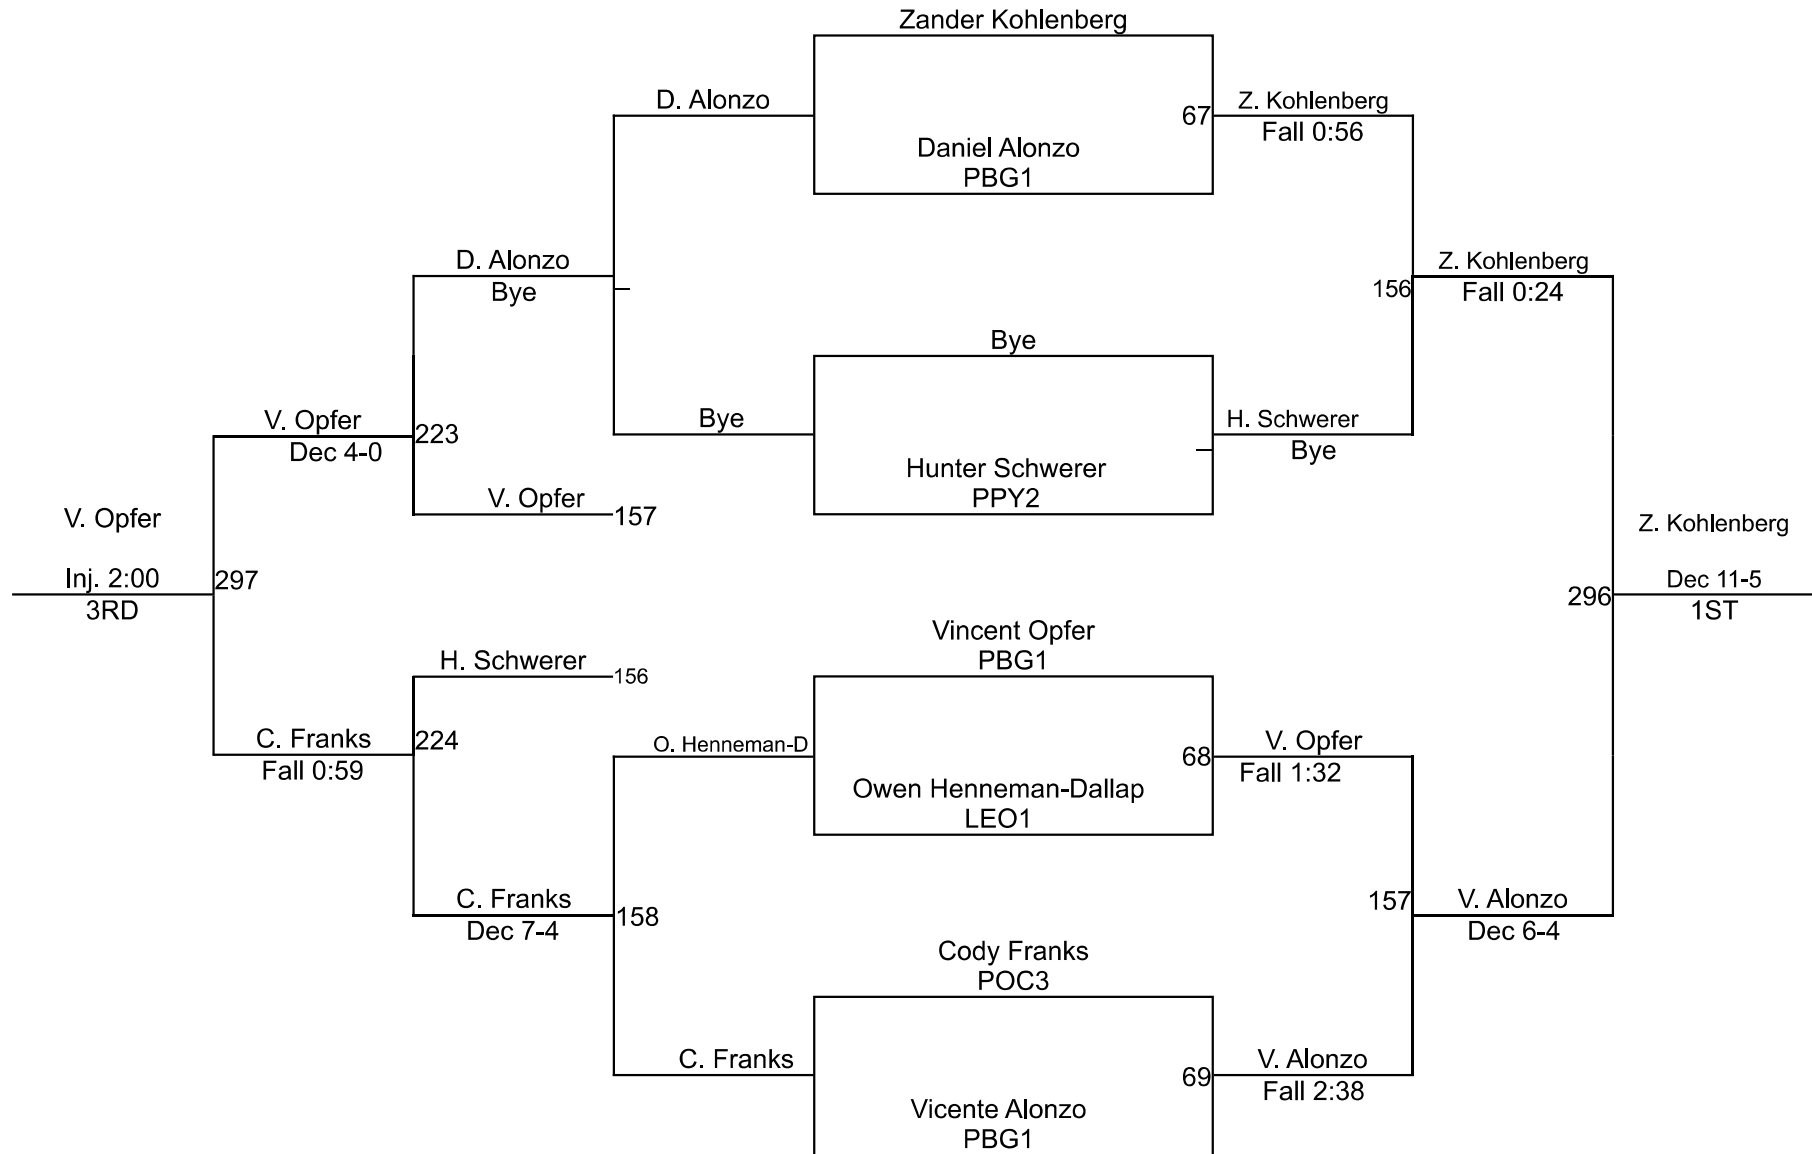 Zander Kohlenberg
D. Alonzo
67
Z. Kohlenberg
Fall 0:56
Daniel Alonzo
PBG1
D. Alonzo
Bye
156
Z. Kohlenberg
Fall 0:24
Bye
Bye
H. Schwerer
Bye
V. Opfer
Dec 4-0
223
Hunter Schwerer
PPY2
V. Opfer
157
V. Opfer
Inj. 2:00
3RD
297
Z. Kohlenberg
296
Dec 11-5
1ST
Vincent Opfer
PBG1
H. Schwerer
156
C. Franks
Fall 0:59
224
O. Henneman-D
68
V. Opfer
Fall 1:32
Owen Henneman-Dallap
LEO1
C. Franks
Dec 7-4
158
157
V. Alonzo
Dec 6-4
Cody Franks
POC3
C. Franks
69
V. Alonzo
Fall 2:38
Vicente Alonzo
PBG1